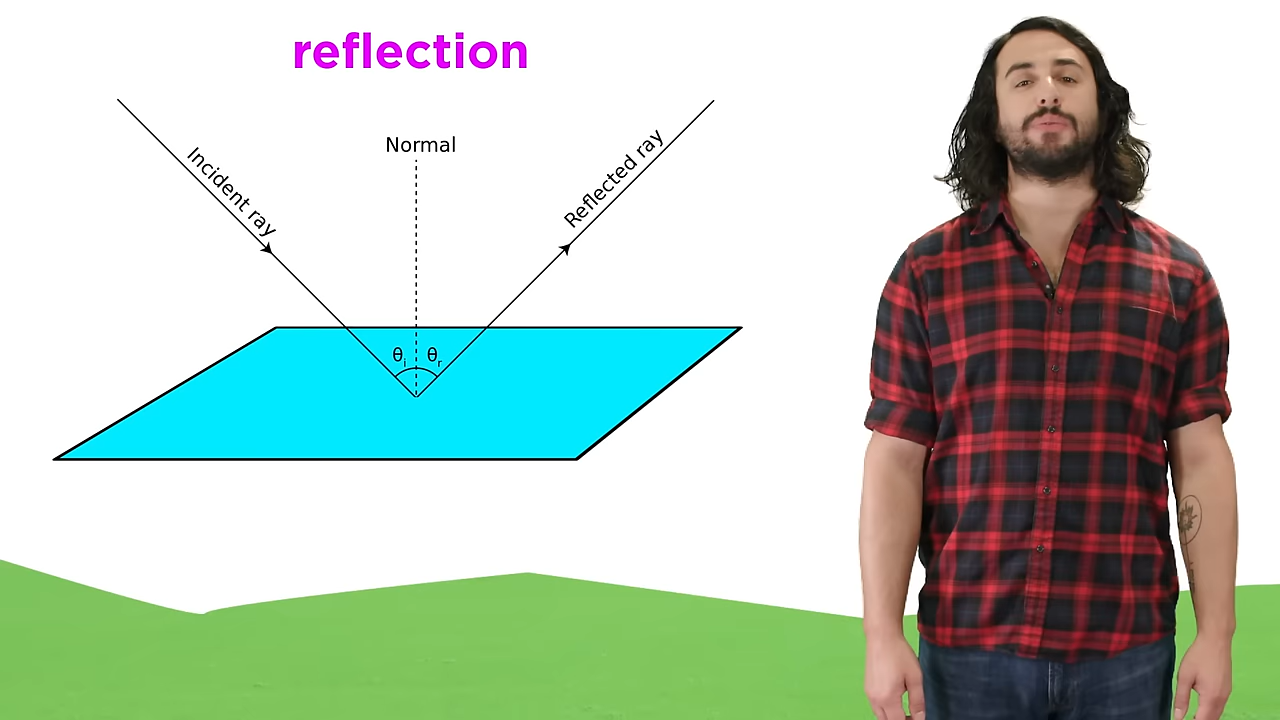 reflection
Normal
Incident ray
Reflected ray
θi θr